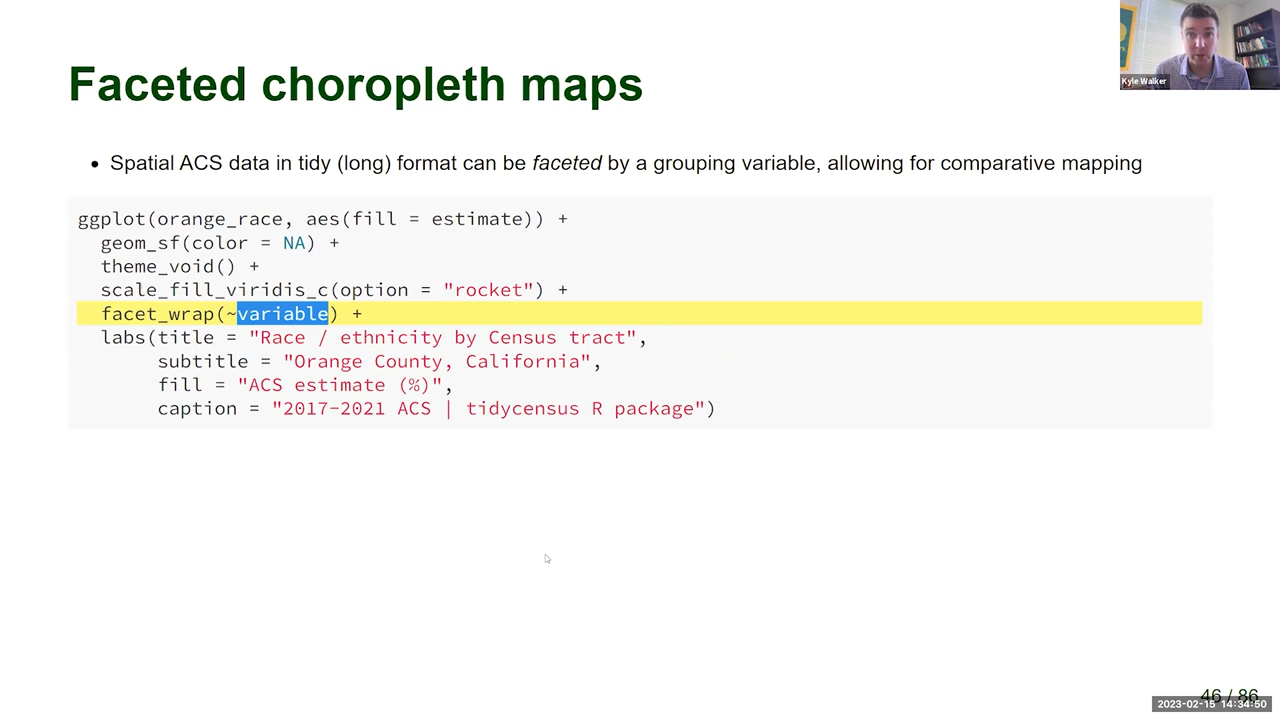 Kyle Walker
Faceted choropleth maps
• Spatial ACS data in tidy (long) format can be faceted by a grouping variable, allowing for comparative mapping
ggplot(orange_race, aes(fill = estimate)) +
  geom_sf(color = NA) +
  theme_void() +
  scale_fill_viridis_c(option = "rocket") +
  facet_wrap(~variable) +
  labs(title = "Race / ethnicity by Census tract",
       subtitle = "Orange County, California",
       fill = "ACS estimate (%)",
       caption = "2017-2021 ACS | tidycensus R package")
46 / 86
2023-02-15 14:34:50